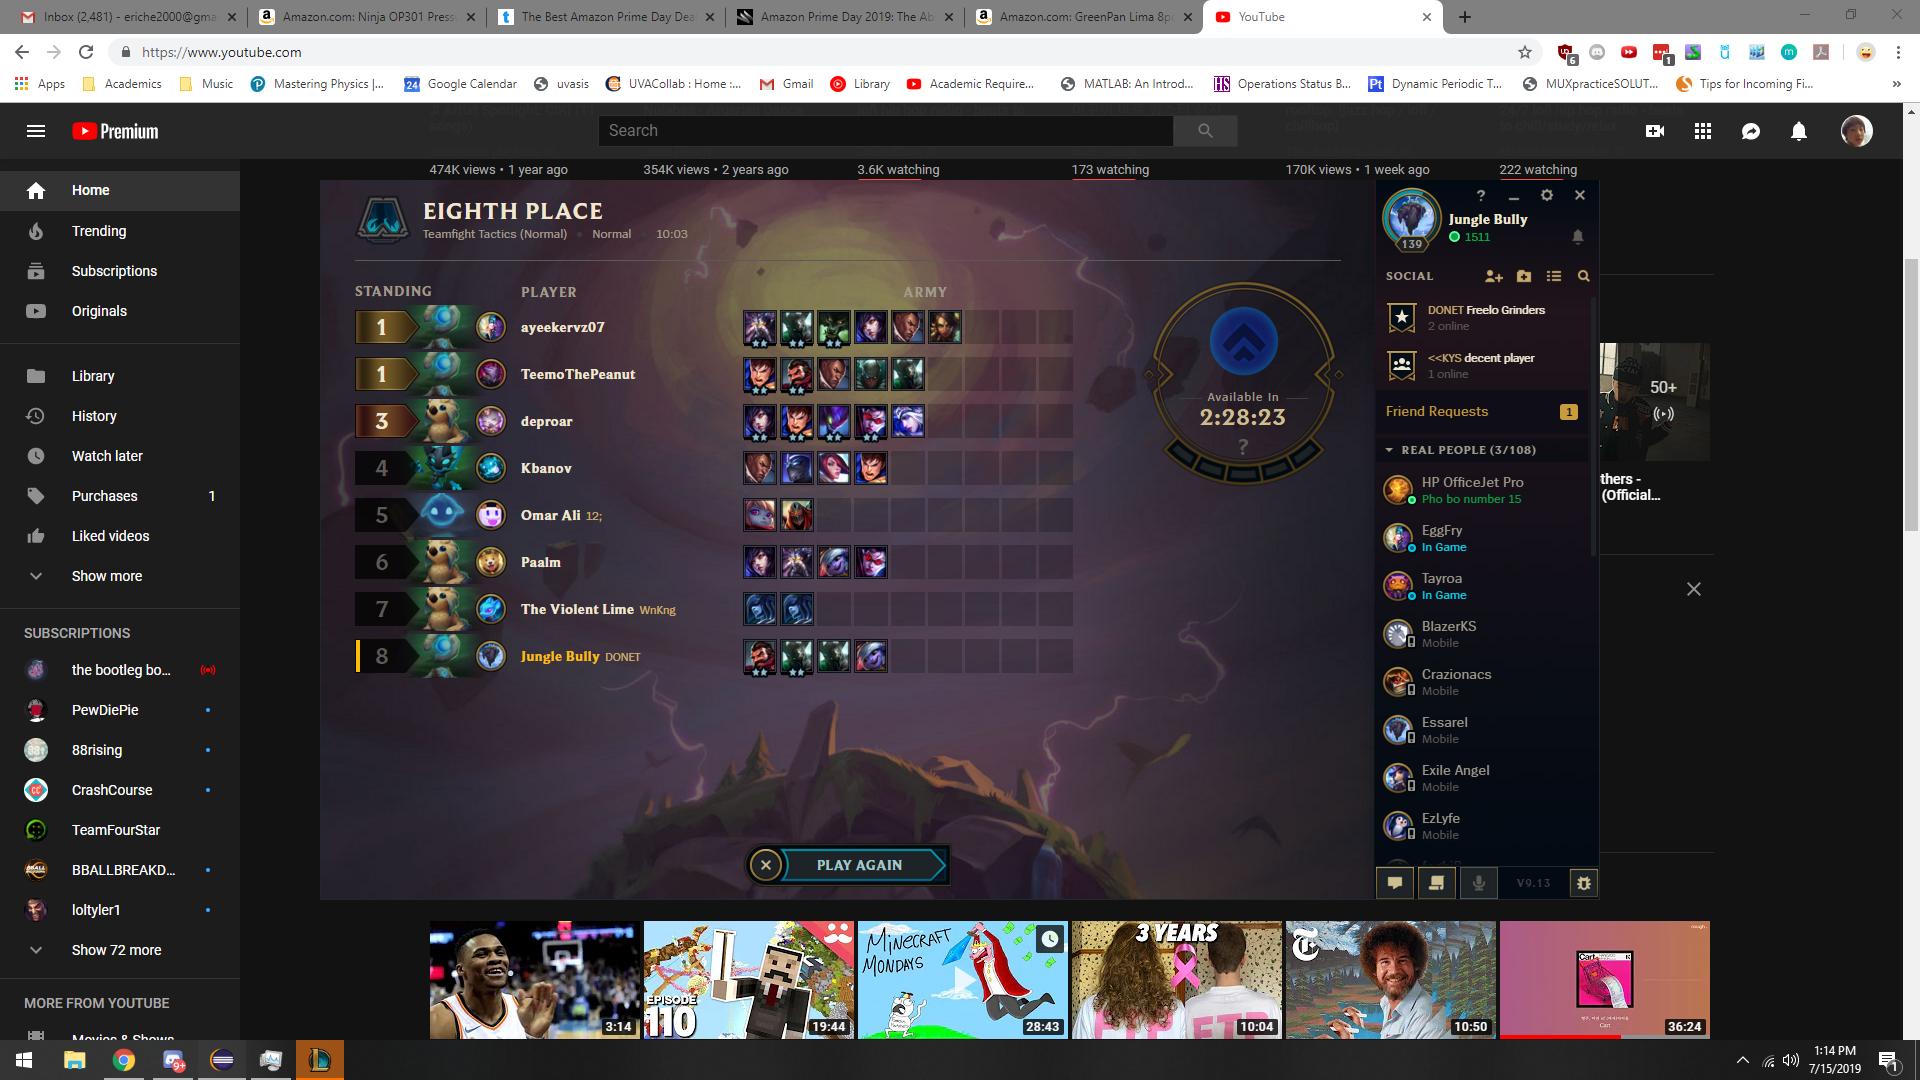 Inbox (2,481) - eriche2000@gma
Amazon.com: Ninja OP301 Press
The Best Amazon Prime Day Dea
Amazon Prime Day 2019: The Ab
Amazon.com: GreenPan Lima 8p
YouTube
https://www.youtube.com
6
1
Apps
Academics
Music
Mastering Physics |...
24
Google Calendar
uvasis
UVACollab : Home :...
Gmail
Library
Academic Require...
MATLAB: An Introd...
HS
Operations Status B...
Pt
Dynamic Periodic T...
MUXpracticeSOLUT...
Tips for Incoming Fi...
Premium
Search
474K views • 1 year ago
354K views • 2 years ago
3.6K watching
173 watching
170K views • 1 week ago
222 watching
Home
Trending
Subscriptions
Originals
Library
History
Watch later
Purchases
1
Liked videos
Show more
SUBSCRIPTIONS
the bootleg bo...
PewDiePie
88rising
CrashCourse
TeamFourStar
BBALLBREAKD...
loltyler1
Show 72 more
MORE FROM YOUTUBE
Movies & Shows
EIGHTH PLACE
Teamfight Tactics (Normal) • Normal • 10:03
STANDING
PLAYER
ARMY
1
ayeekervz07
1
TeemoThePeanut
3
deproar
4
Kbanov
5
Omar Ali 12;
6
Paalm
7
The Violent Lime WnKng
8
Jungle Bully DONET
Available In
2:28:23
?
PLAY AGAIN
?
Jungle Bully
1511
139
SOCIAL
DONET Freelo Grinders
2 online
<<KYS decent player
1 online
Friend Requests
1
REAL PEOPLE (3/108)
HP OfficeJet Pro
Pho bo number 15
EggFry
In Game
Tayroa
In Game
BlazerKS
Mobile
Crazionacs
Mobile
Essarel
Mobile
Exile Angel
Mobile
EzLyfe
Mobile
V9.13
50+
thers -
(Official...
3:14
EPISODE
110
19:44
MINECRAFT
MONDAYS
28:43
3 YEARS
10:04
10:50
Cart
36:24
9+
1:14 PM
7/15/2019
1